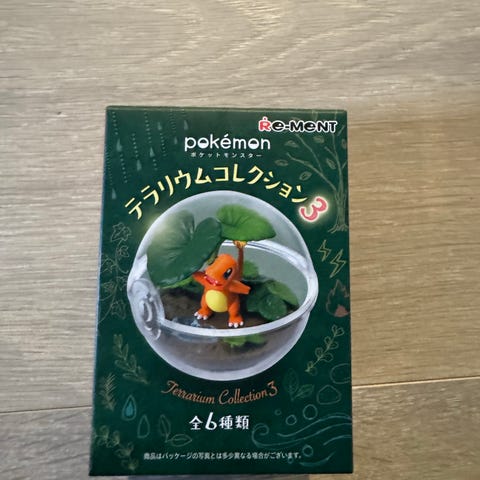 Re-MeNT
pokémon
ポケットモンスター
テラリウムコレクション3
Terrarium Collection 3
全6種類
商品はパッケージの写真とは多少異なる場合がございます。